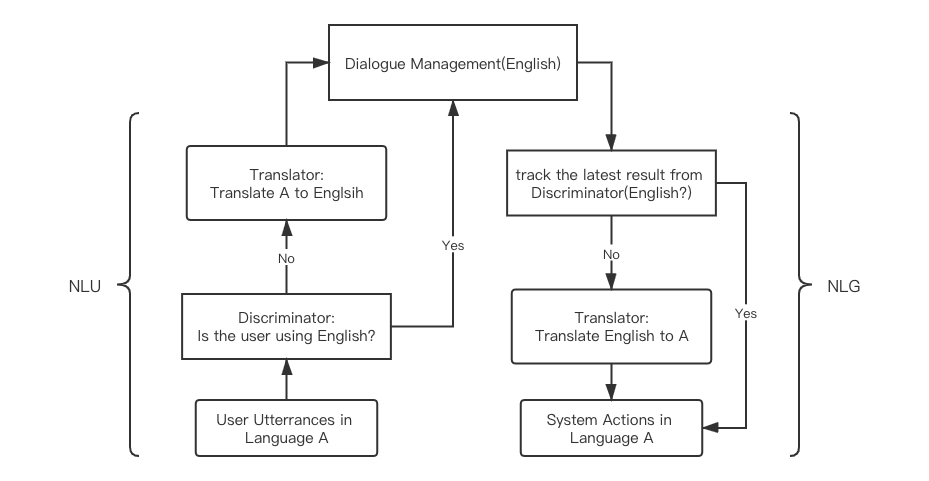 Dialogue Management(English)
Translator:
Translate A to Englsih
track the latest result from
Discriminator(English?)
Yes
No
No
NLU
NLG
Discriminator:
Is the user using English?
Translator:
Translate English to A
Yes
User Utterrances in
Language A
System Actions in
Language A